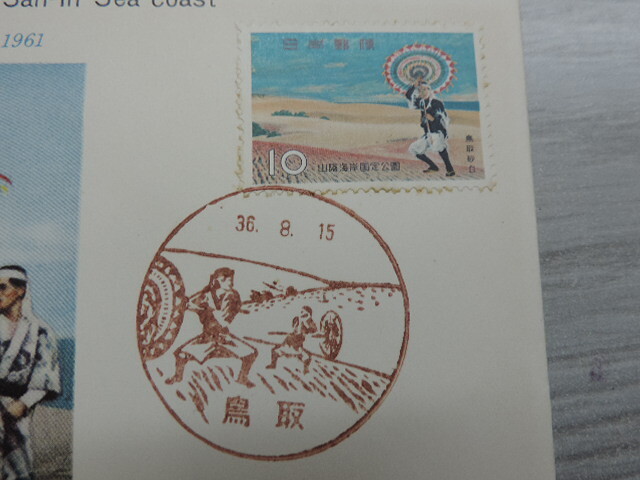 San-in Sea coast
1961
日本郵便
鳥取砂丘
10
山陰海岸国定公園
36. 8. 15
鳥取